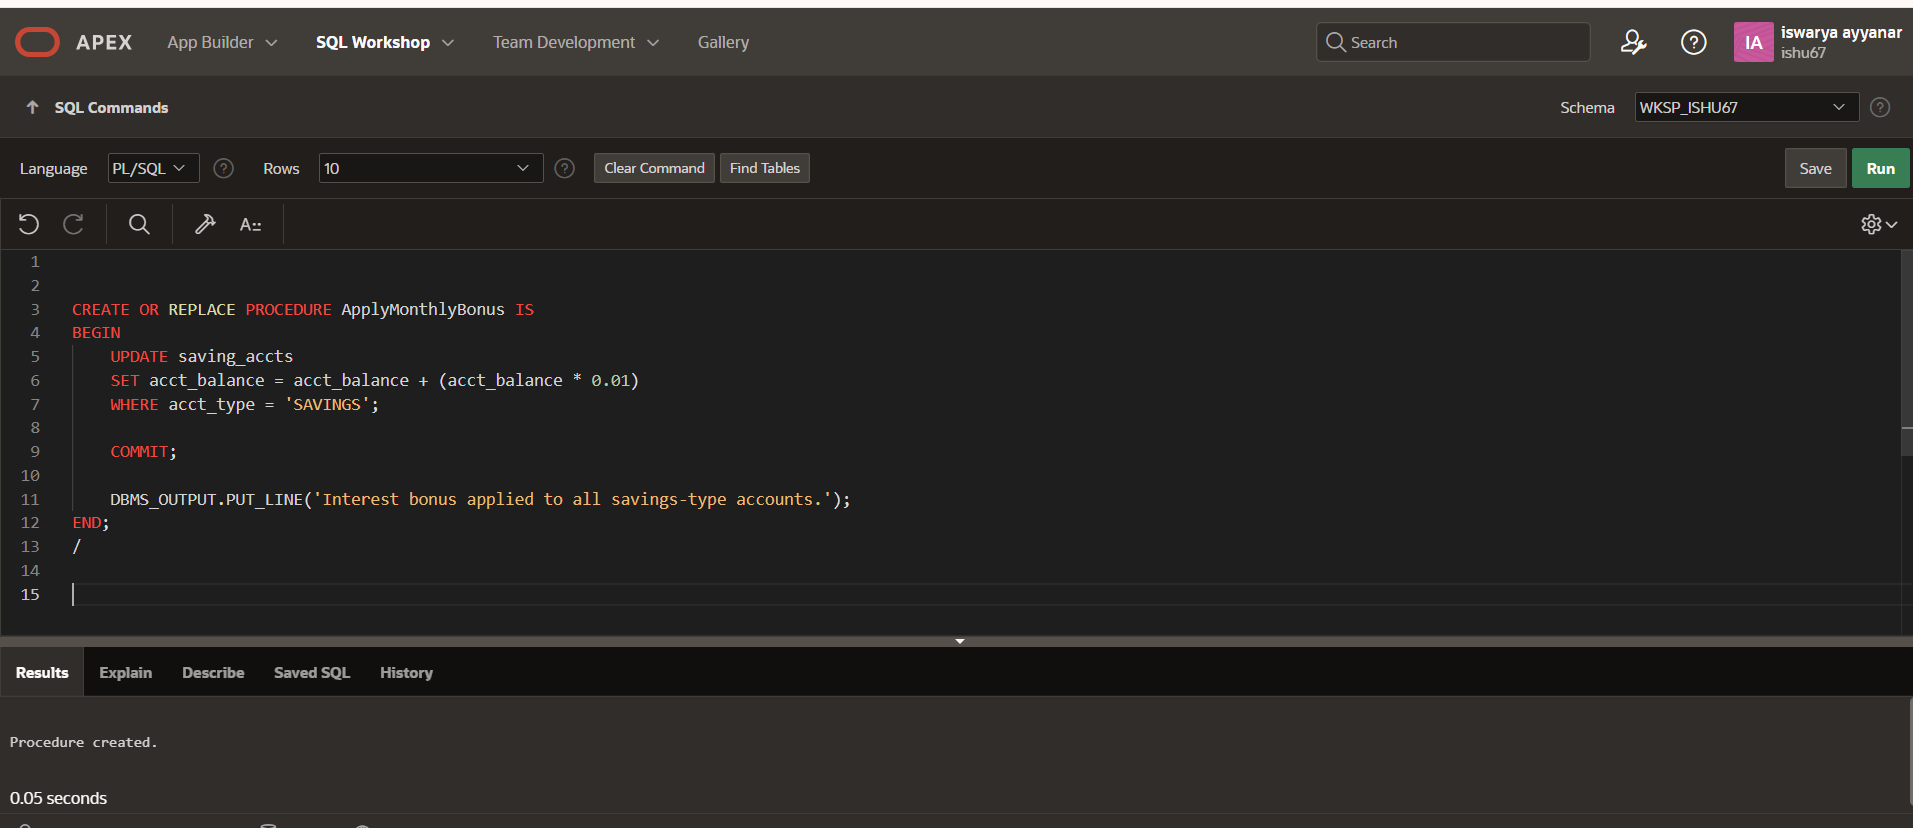 APEX App Builder SQL Workshop Team Development Gallery Search ? IA iswarya ayyanar
ishu67
SQL Commands Schema WKSP_ISHU67 ?
Language PL/SQL ? Rows 10 ? Clear Command Find Tables Save Run
A::
1
2
3 CREATE OR REPLACE PROCEDURE ApplyMonthlyBonus IS
4 BEGIN
5 UPDATE saving_accts
6 SET acct_balance = acct_balance + (acct_balance * 0.01)
7 WHERE acct_type = 'SAVINGS';
8
9 COMMIT;
10
11 DBMS_OUTPUT.PUT_LINE('Interest bonus applied to all savings-type accounts.');
12 END;
13 /
14
15
Results Explain Describe Saved SQL History
Procedure created.
0.05 seconds